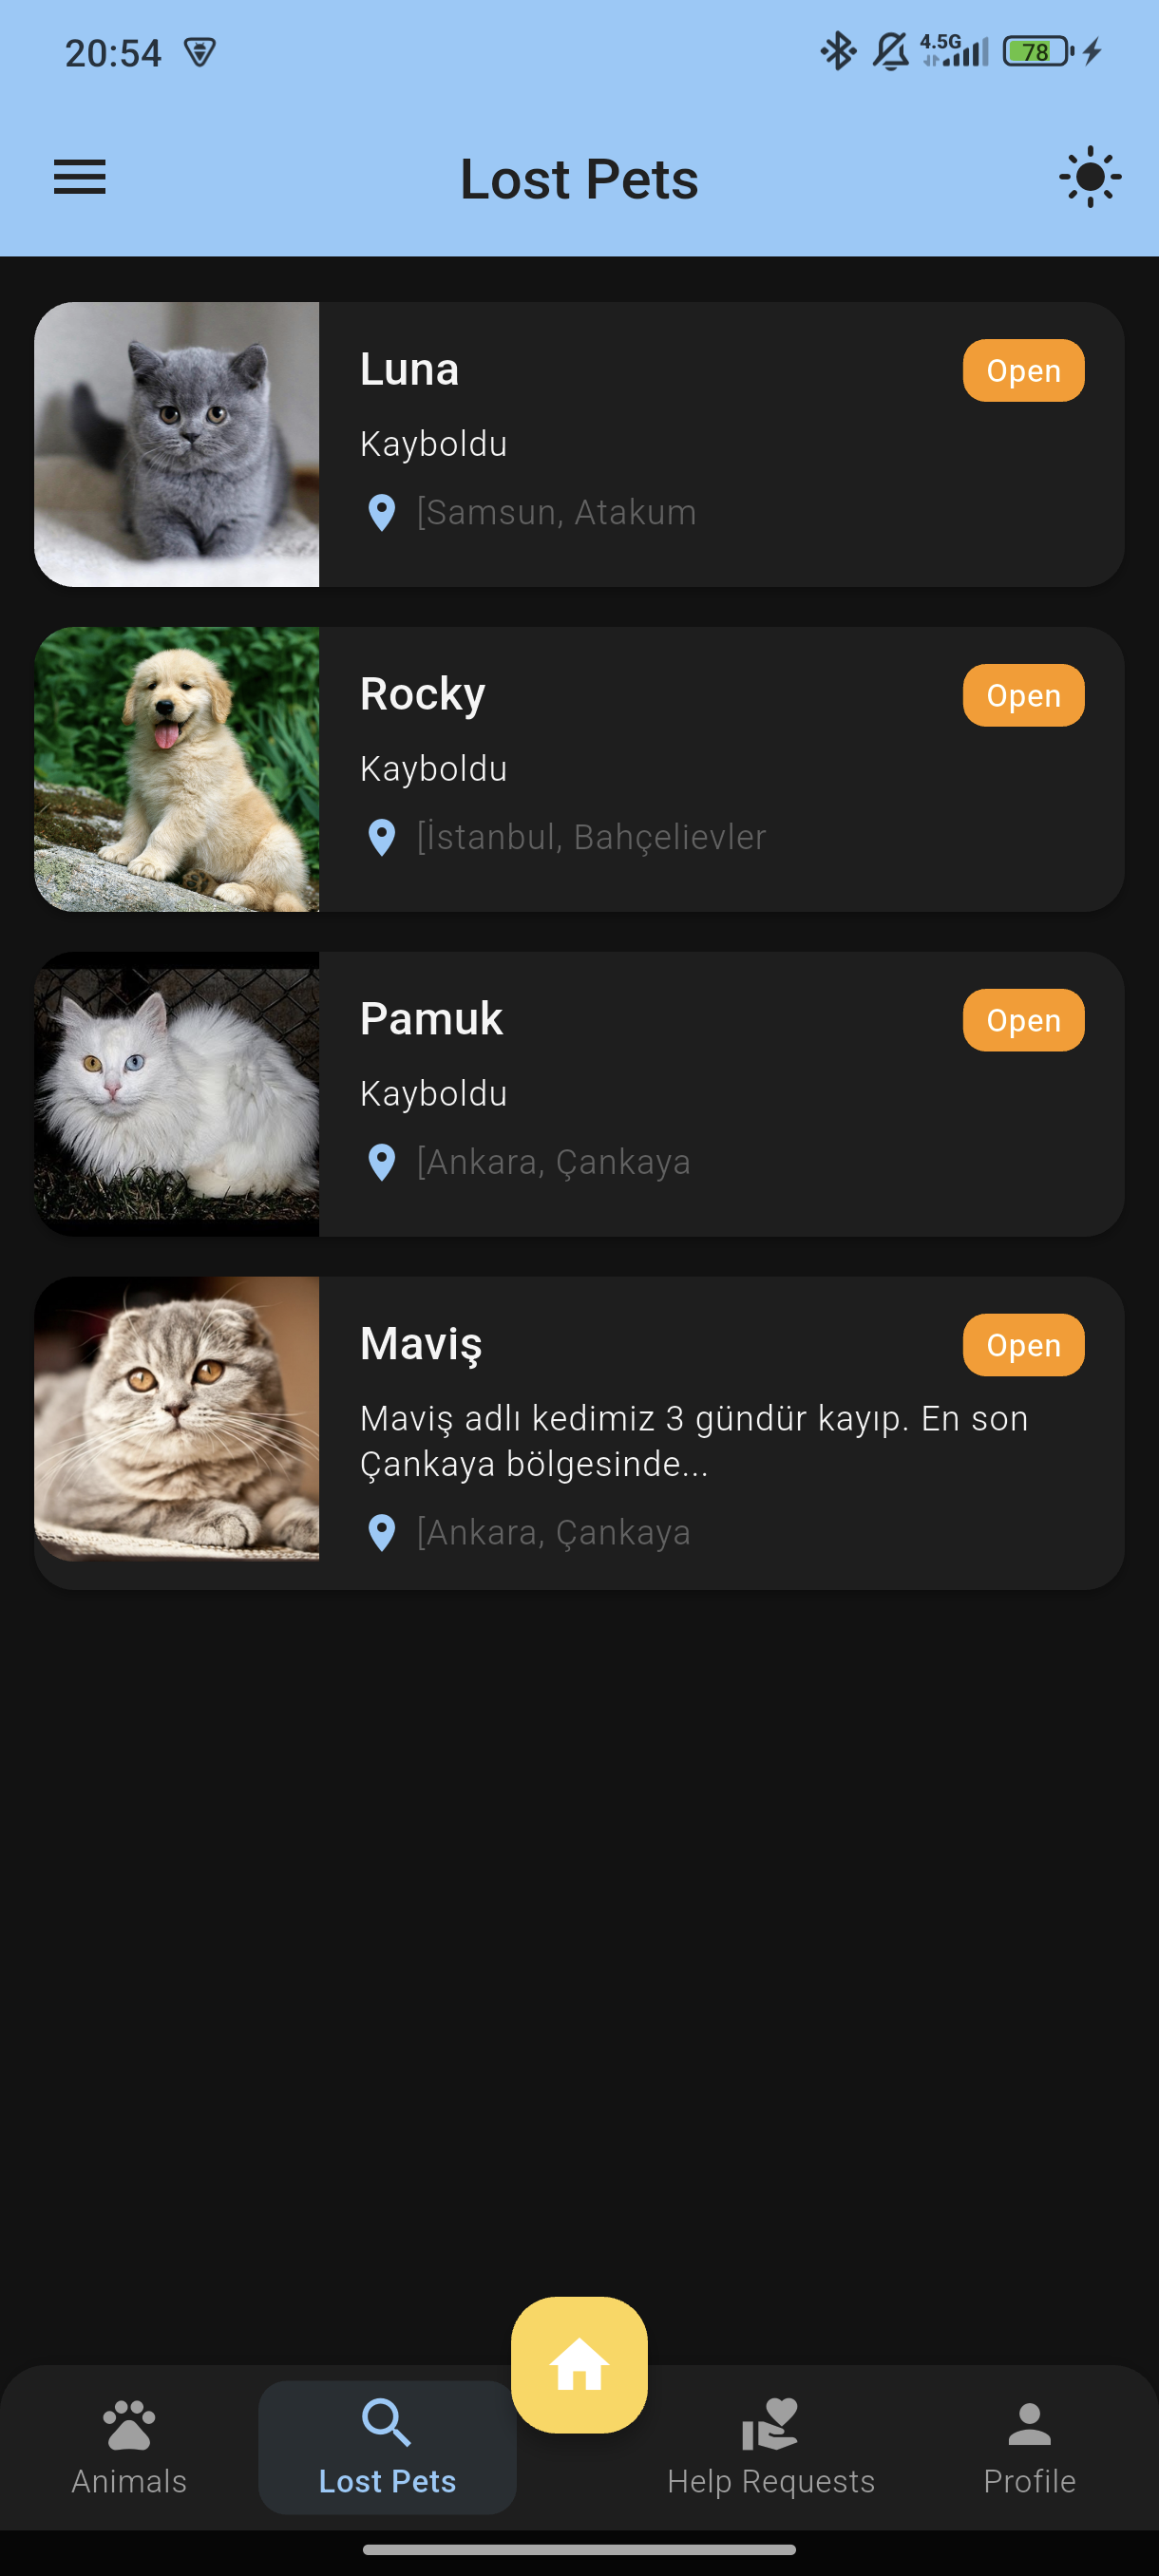 20:54
4.5G
78
Lost Pets
Luna
Open
Kayboldu
[Samsun, Atakum
Rocky
Open
Kayboldu
[İstanbul, Bahçelievler
Pamuk
Open
Kayboldu
[Ankara, Çankaya
Maviş
Open
Maviş adlı kedimiz 3 gündür kayıp. En son
Çankaya bölgesinde...
[Ankara, Çankaya
Animals
Lost Pets
Help Requests
Profile